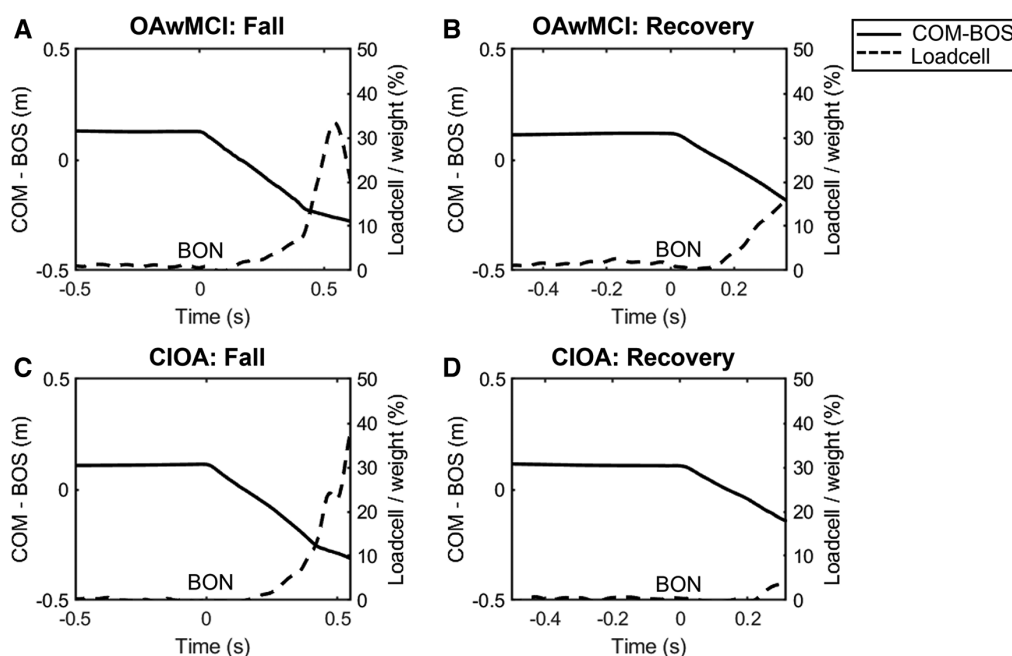 A
OAwMCI: Fall
B
OAwMCI: Recovery
COM-BOS
Loadcell
0.5
0
-0.5
COM - BOS (m)
50
40
30
20
10
0
Loadcell / weight (%)
BON
-0.5
0
0.5
Time (s)
0.5
0
-0.5
COM - BOS (m)
50
40
30
20
10
0
Loadcell / weight (%)
BON
-0.4
-0.2
0
0.2
Time (s)
C
CIOA: Fall
D
CIOA: Recovery
0.5
0
-0.5
COM - BOS (m)
50
40
30
20
10
0
Loadcell / weight (%)
BON
-0.5
0
0.5
Time (s)
0.5
0
-0.5
COM - BOS (m)
50
40
30
20
10
0
Loadcell / weight (%)
BON
-0.4
-0.2
0
0.2
Time (s)